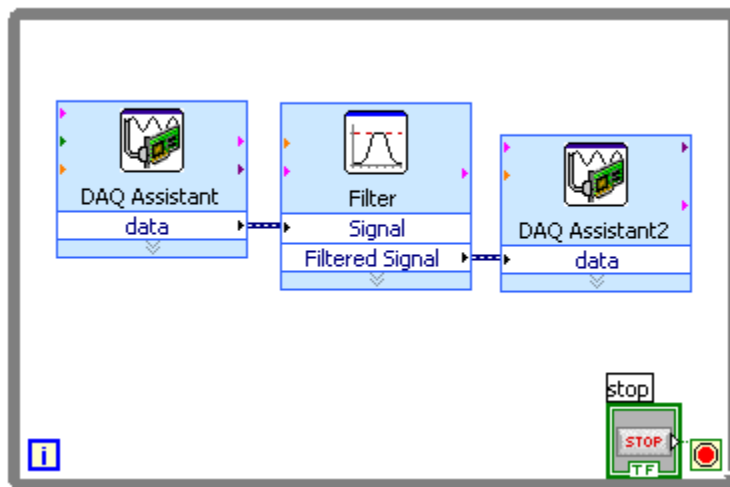 DAQ Assistant
data
Filter
Signal
Filtered Signal
DAQ Assistant2
data
stop
STOP
TF
i